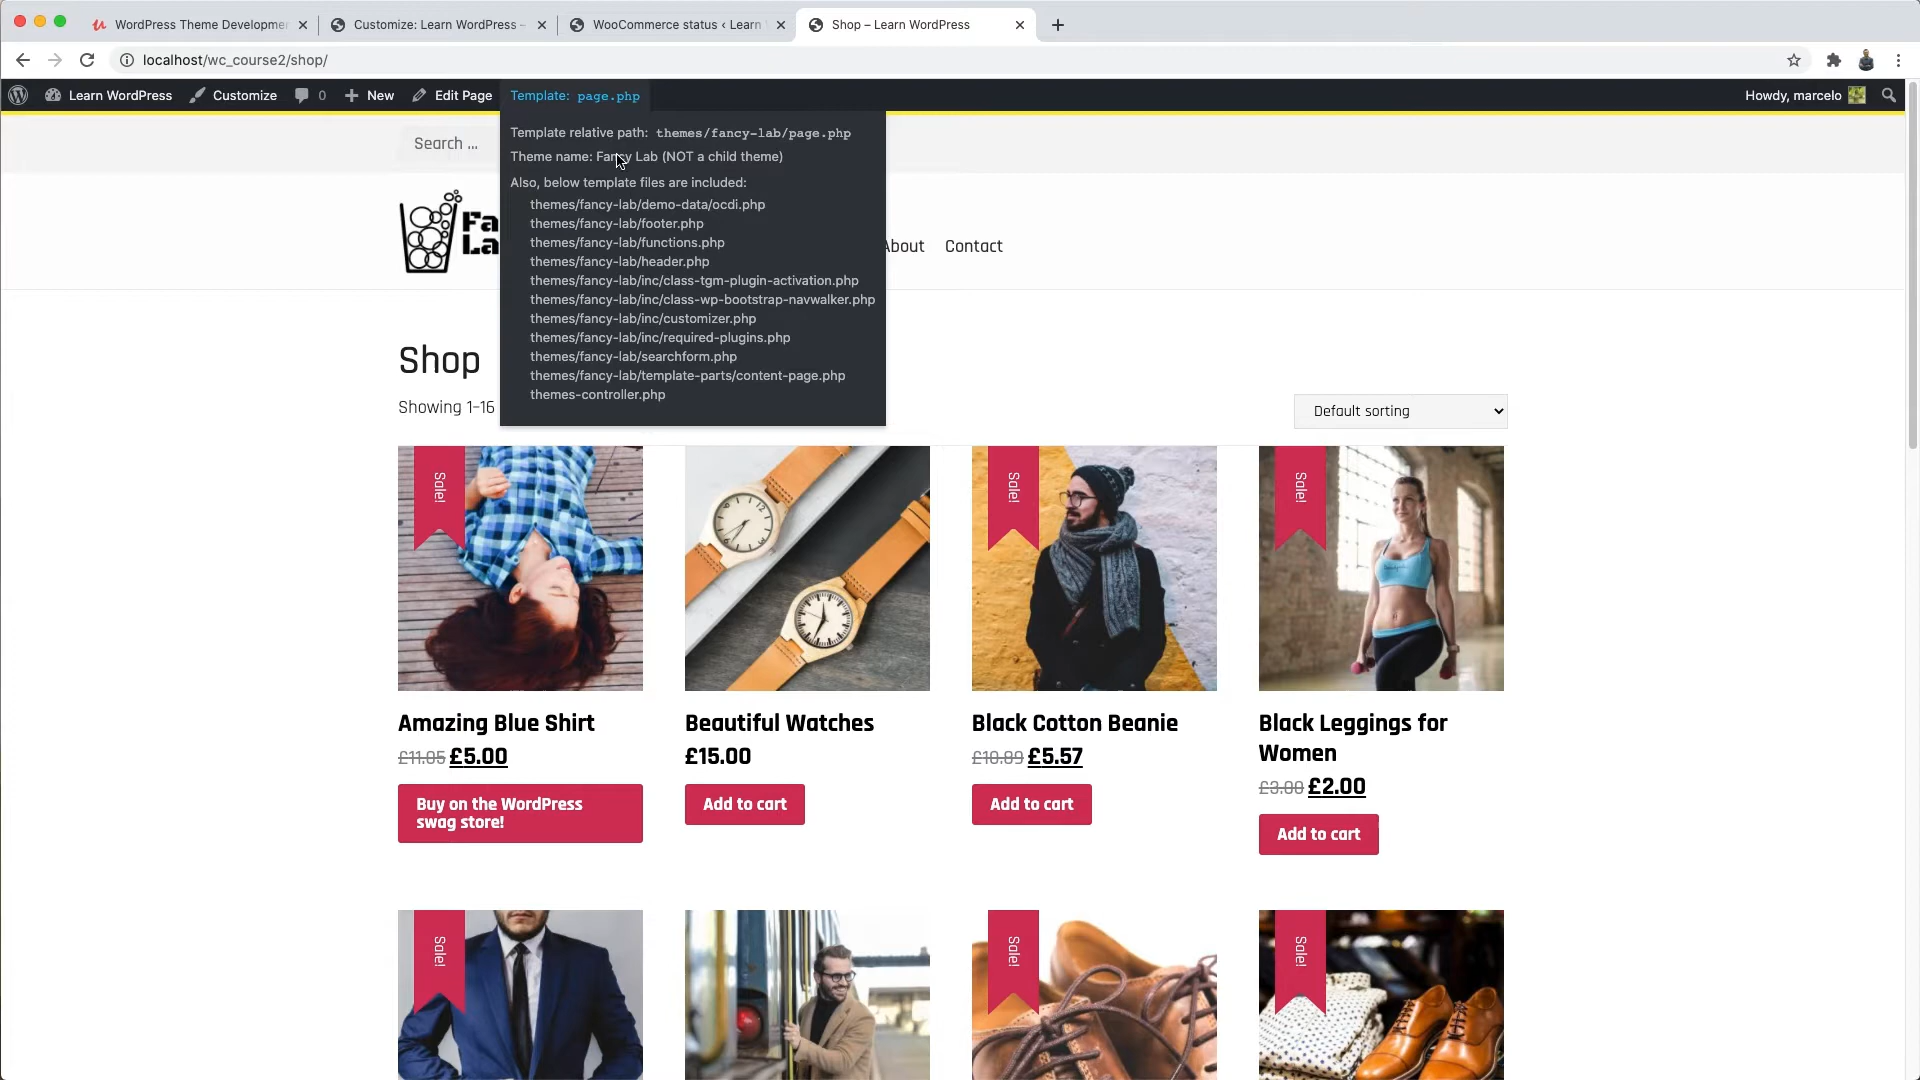 WordPress Theme Developme
Customize: Learn WordPress –
WooCommerce status ‹ Learn
Shop – Learn WordPress
localhost/wc_course2/shop/
Learn WordPress
Customize
0
New
Edit Page
Template: page.php
Howdy, marcelo
Template relative path: themes/fancy-lab/page.php
Theme name: Fancy Lab (NOT a child theme)
Also, below template files are included:
themes/fancy-lab/demo-data/ocdi.php
themes/fancy-lab/footer.php
themes/fancy-lab/functions.php
themes/fancy-lab/header.php
themes/fancy-lab/inc/class-tgm-plugin-activation.php
themes/fancy-lab/inc/class-wp-bootstrap-navwalker.php
themes/fancy-lab/inc/customizer.php
themes/fancy-lab/inc/required-plugins.php
themes/fancy-lab/searchform.php
themes/fancy-lab/template-parts/content-page.php
themes-controller.php
Search ...
Fa
La
About
Contact
Shop
Showing 1–16
Default sorting
Sale!
Sale!
Sale!
Amazing Blue Shirt
£11.05 £5.00
Buy on the WordPress
swag store!
Beautiful Watches
£15.00
Add to cart
Black Cotton Beanie
£10.89 £5.57
Add to cart
Black Leggings for
Women
£3.00 £2.00
Add to cart
Sale!
Sale!
Sale!